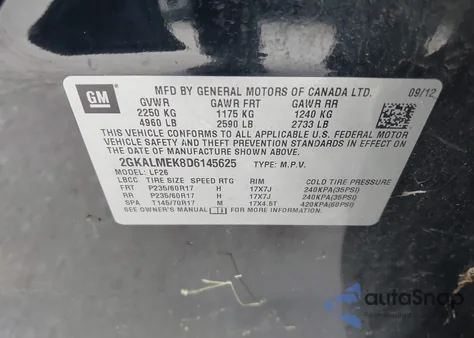 GM
MFD BY GENERAL MOTORS OF CANADA LTD. 09/12
GVWR GAWR FRT GAWR RR
2250 KG 1175 KG 1240 KG
4960 LB 2590 LB 2733 LB
THIS VEHICLE CONFORMS TO ALL APPLICABLE U.S. FEDERAL MOTOR
VEHICLE SAFETY, BUMPER, AND THEFT PREVENTION STANDARDS IN
EFFECT ON THE DATE OF MANUFACTURE SHOWN ABOVE.
2GKALMEK8D6145625 TYPE: M.P.V.
MODEL: LF26
LBCC TIRE SIZE SPEED RTG RIM COLD TIRE PRESSURE
FRT P235/60R17 H 17X7J 240KPA(35PSI)
RR P235/60R17 H 17X7J 240KPA(35PSI)
SPA T145/70R17 M 17X4.5T 420KPA(60PSI)
SEE OWNER'S MANUAL FOR MORE INFORMATION.
autoSnap